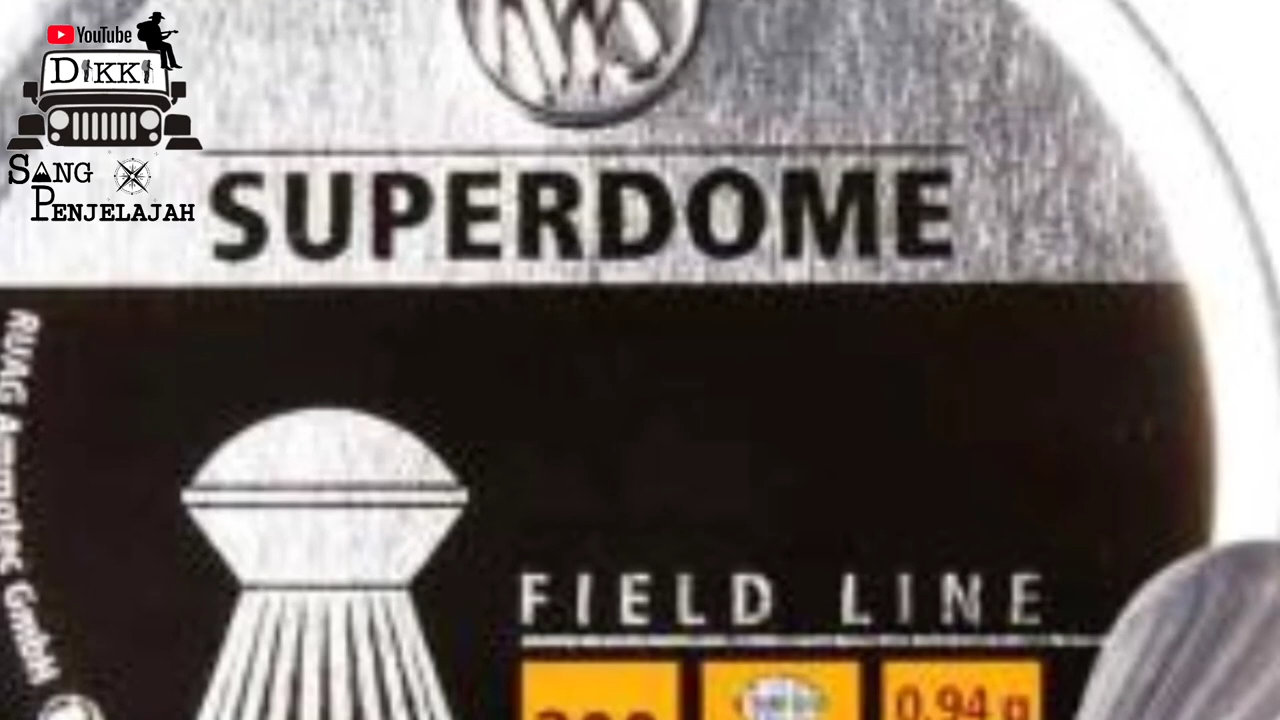 YouTube
DIKKI
SANG
PENJELAJAH
SUPERDOME
RUAG Ammotec GmbH
FIELD LINE
0,94 g